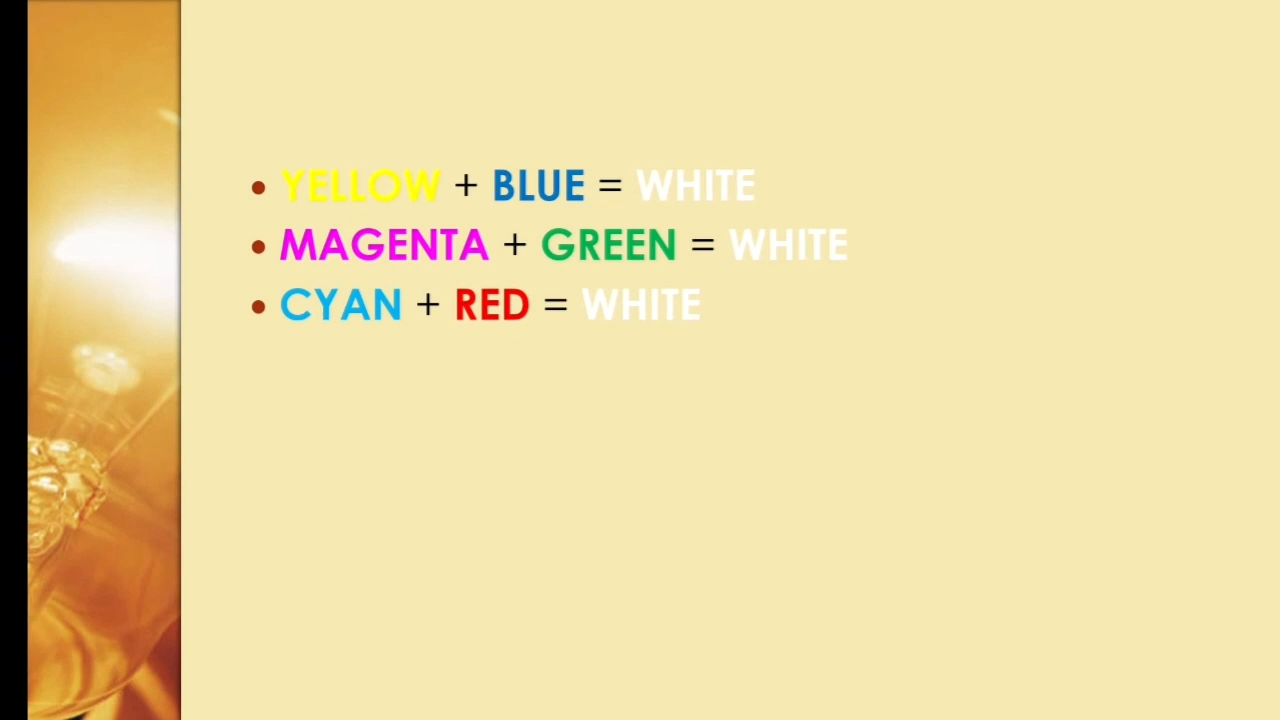 • YELLOW + BLUE = WHITE
• MAGENTA + GREEN = WHITE
• CYAN + RED = WHITE